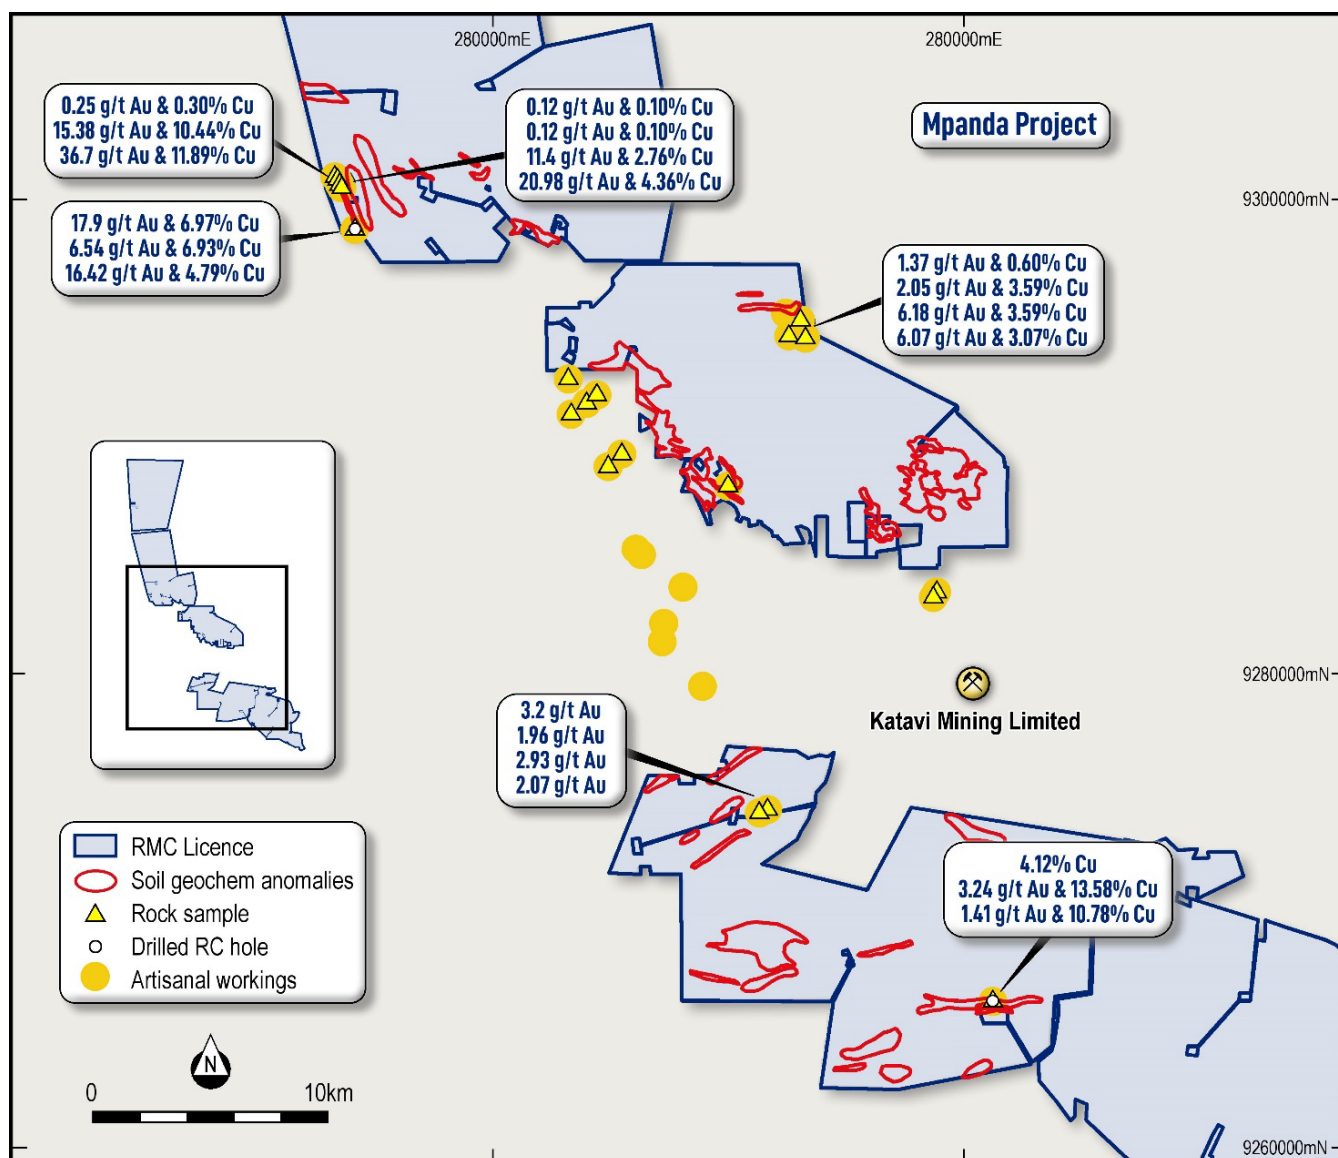 280000mE
280000mE
Mpanda Project
0.25 g/t Au & 0.30% Cu
15.38 g/t Au & 10.44% Cu
36.7 g/t Au & 11.89% Cu
0.12 g/t Au & 0.10% Cu
0.12 g/t Au & 0.10% Cu
11.4 g/t Au & 2.76% Cu
20.98 g/t Au & 4.36% Cu
9300000mN
17.9 g/t Au & 6.97% Cu
6.54 g/t Au & 6.93% Cu
16.42 g/t Au & 4.79% Cu
1.37 g/t Au & 0.60% Cu
2.05 g/t Au & 3.59% Cu
6.18 g/t Au & 3.59% Cu
6.07 g/t Au & 3.07% Cu
9280000mN
Katavi Mining Limited
3.2 g/t Au
1.96 g/t Au
2.93 g/t Au
2.07 g/t Au
4.12% Cu
3.24 g/t Au & 13.58% Cu
1.41 g/t Au & 10.78% Cu
RMC Licence
Soil geochem anomalies
Rock sample
Drilled RC hole
Artisanal workings
N
0 10km
9260000mN